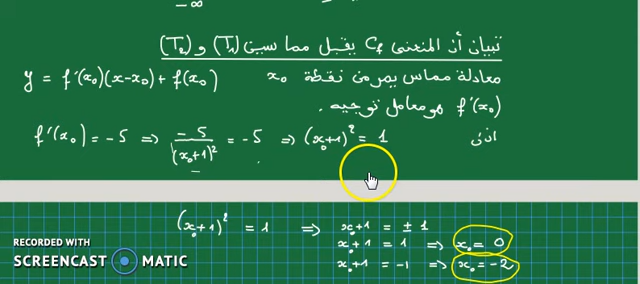 -∞
تبيان أن المنحنى Cf يقبل مماسين (T1) و (T2)
y = f'(x₀)(x-x₀) + f(x₀) معادلة مماس يمر من نقطة x₀
f'(x₀) هو معامل توجيه.
f'(x₀) = -5 ⇒ -5/(x₀+1)² = -5 ⇒ (x₀+1)² = 1 اذن
(x₀+1)² = 1 ⇒ x₀+1 = ±1
x₀+1 = 1 ⇒ x₀ = 0
x₀+1 = -1 ⇒ x₀ = -2
RECORDED WITH
SCREENCAST MATIC